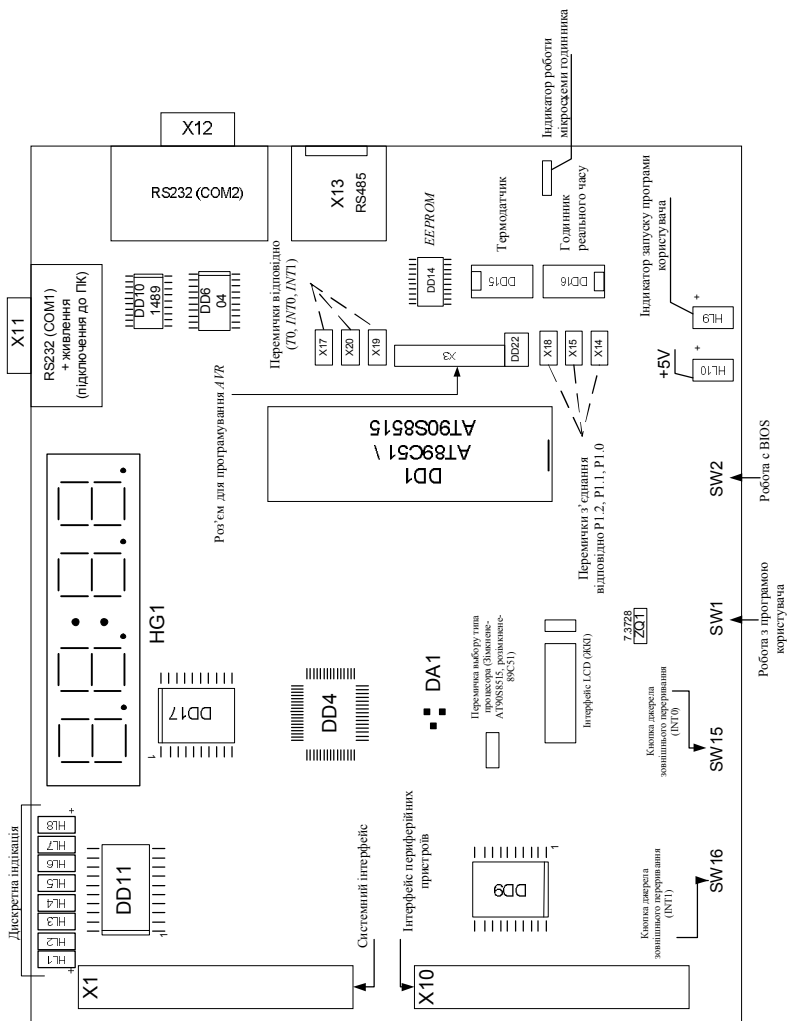 X11
RS232 (COM1)
+ живлення
(підключення до ПК)
X12
RS232 (COM2)
X13
RS485
DD10
1489
DD6
04
Перемички відповідно
(T0, INT0, INT1)
X17
X20
X19
EEPROM
DD14
Термодатчик
DD15
Годинник
реального часу
DD16
Індикатор роботи
мікросхеми годинника
Роз'єм для програмування AVR
X3
DD22
X18
X15
X14
Індикатор запуску програми
користувача
HL9
+
+5V
HL10
+
DD1
AT89C51 \
AT90S8515
Перемички з'єднання
відповідно P1.2, P1.1, P1.0
HG1
DD17
1
DD4
DA1
Перемичка вибору типа
процесора (Зімкнене-
AT90S8515, розімкнене-
89C51)
Інтерфейс LCD (ЖКІ)
7.3728
ZQ1
SW2
Робота с BIOS
SW1
Робота з програмою
користувача
SW15
Кнопка джерела
зовнішнього переривання
(INT0)
SW16
Кнопка джерела
зовнішнього переривання
(INT1)
Дискретна індікація
HL1
HL2
HL3
HL4
HL5
HL6
HL7
HL8
+
+
DD11
1
X1
Системний інтерфейс
Інтерфейс периферійних
пристроїв
X10
DD9
1